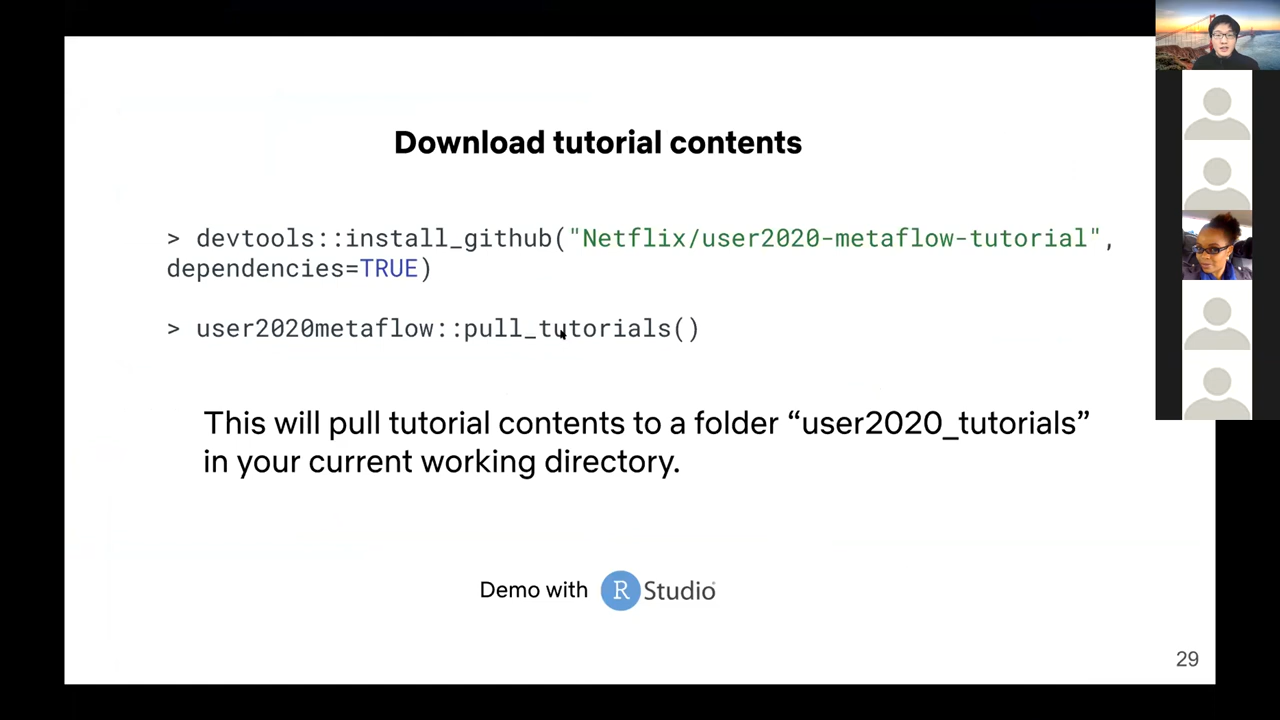 Download tutorial contents
> devtools::install_github("Netflix/user2020-metaflow-tutorial",
dependencies=TRUE)
> user2020metaflow::pull_tutorials()
This will pull tutorial contents to a folder “user2020_tutorials”
in your current working directory.
Demo with R Studio
29